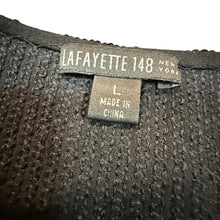 LAFAYETTE 148 NEW YORK
L
MADE IN
CHINA